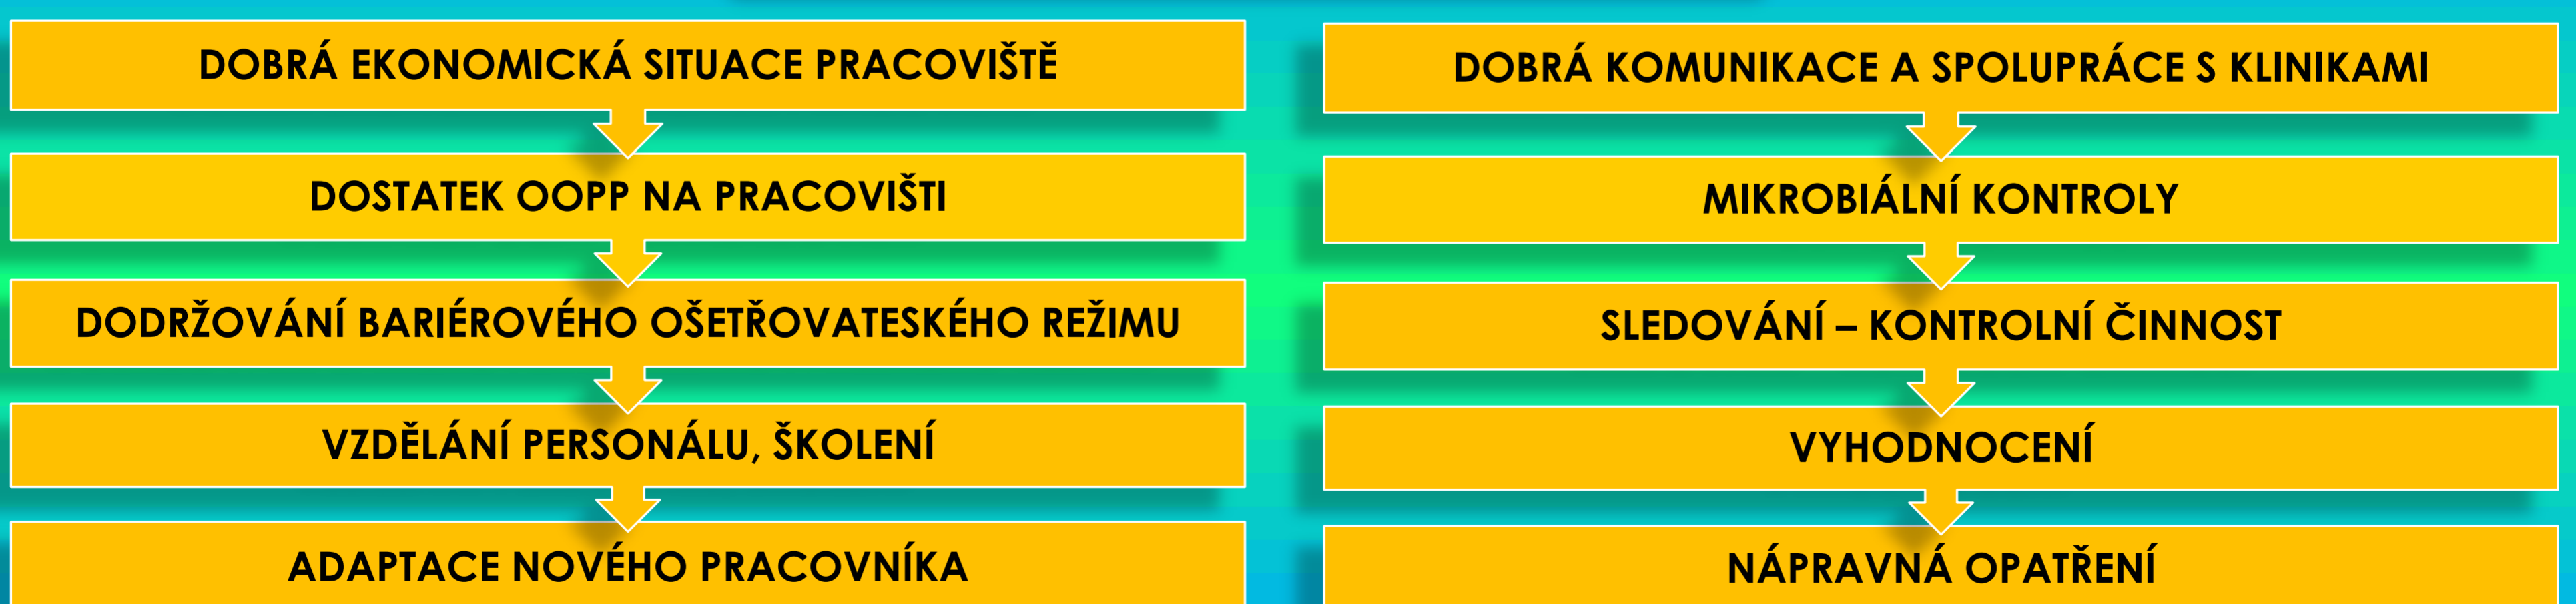 DOBRÁ EKONOMICKÁ SITUACE PRACOVIŠTĚ
DOSTATEK OOPP NA PRACOVIŠTI
DODRŽOVÁNÍ BARIÉROVÉHO OŠETŘOVATESKÉHO REŽIMU
VZDĚLÁNÍ PERSONÁLU, ŠKOLENÍ
ADAPTACE NOVÉHO PRACOVNÍKA
DOBRÁ KOMUNIKACE A SPOLUPRÁCE S KLINIKAMI
MIKROBIÁLNÍ KONTROLY
SLEDOVÁNÍ – KONTROLNÍ ČINNOST
VYHODNOCENÍ
NÁPRAVNÁ OPATŘENÍ